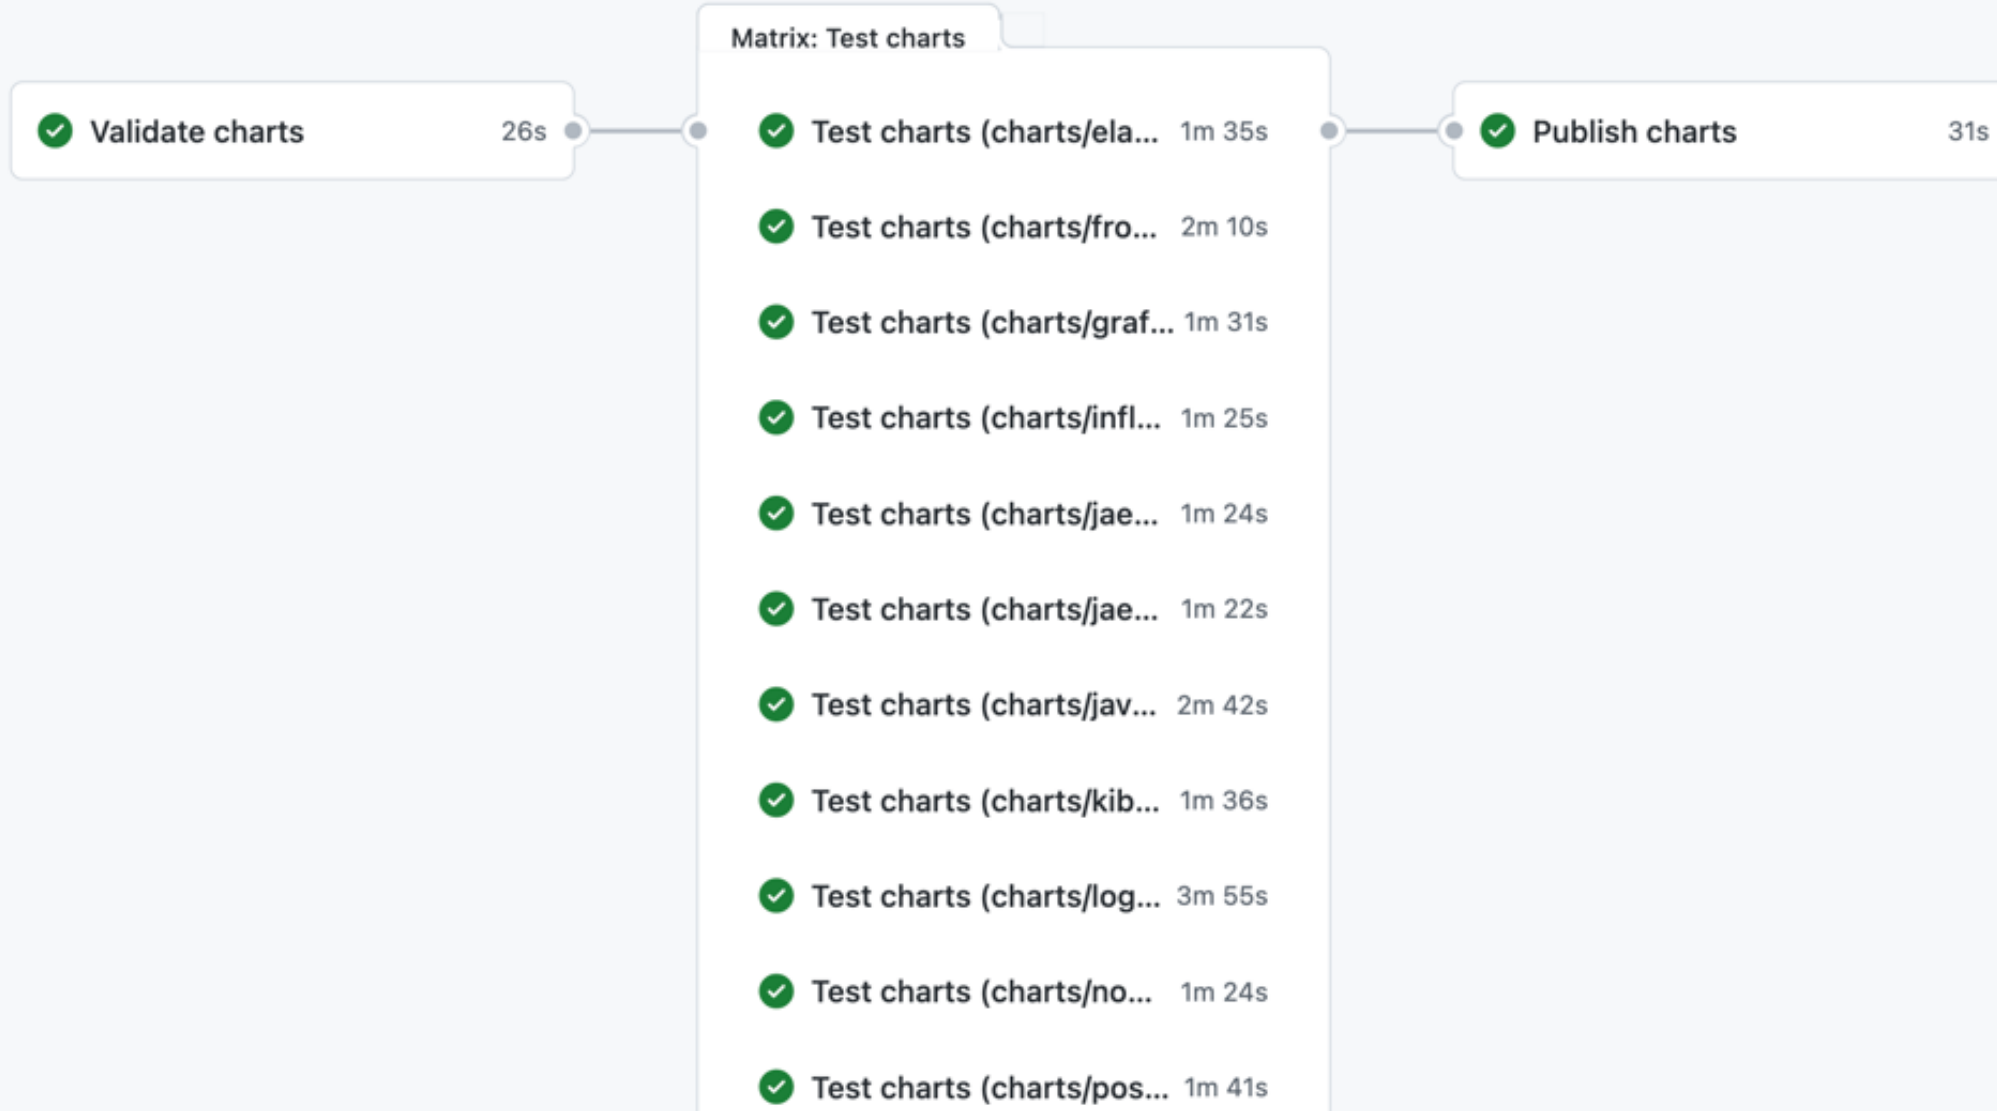 Matrix: Test charts
Validate charts 26s
Test charts (charts/ela... 1m 35s
Publish charts 31s
Test charts (charts/fro... 2m 10s
Test charts (charts/graf... 1m 31s
Test charts (charts/infl... 1m 25s
Test charts (charts/jae... 1m 24s
Test charts (charts/jae... 1m 22s
Test charts (charts/jav... 2m 42s
Test charts (charts/kib... 1m 36s
Test charts (charts/log... 3m 55s
Test charts (charts/no... 1m 24s
Test charts (charts/pos... 1m 41s